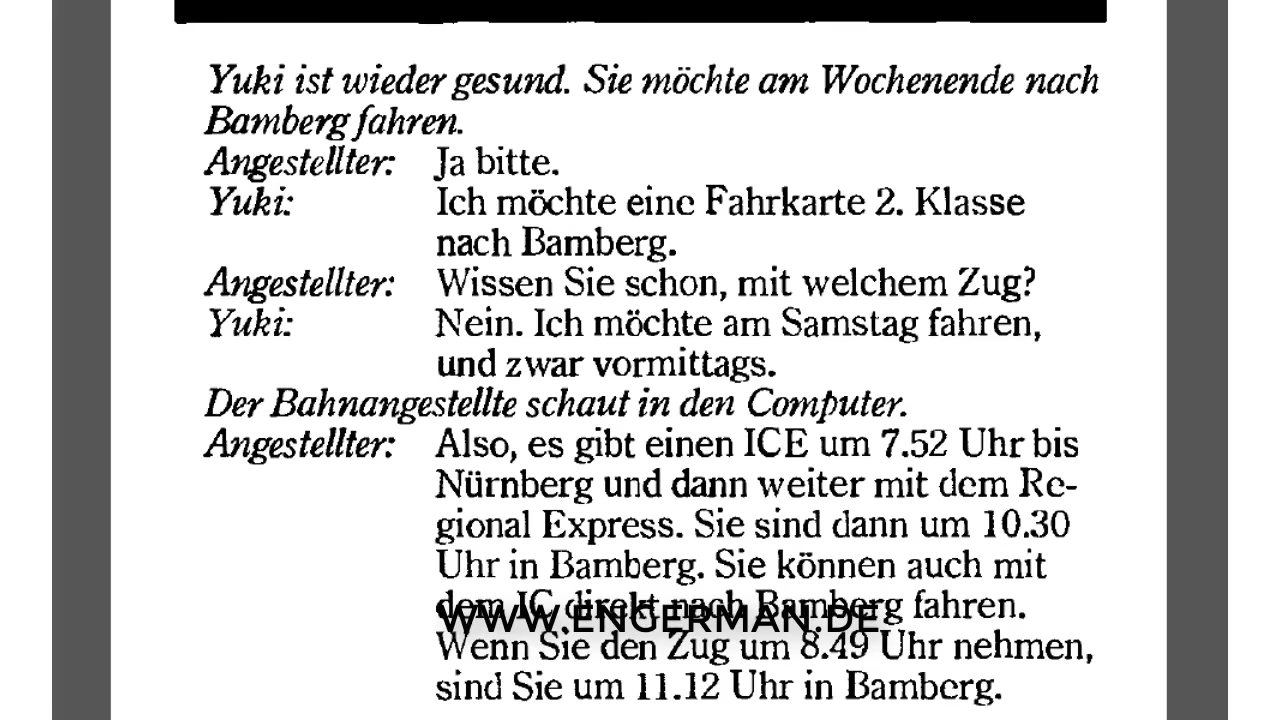 Yuki ist wieder gesund. Sie möchte am Wochenende nach
Bamberg fahren.
Angestellter: Ja bitte.
Yuki: Ich möchte eine Fahrkarte 2. Klasse
nach Bamberg.
Angestellter: Wissen Sie schon, mit welchem Zug?
Yuki: Nein. Ich möchte am Samstag fahren,
und zwar vormittags.
Der Bahnangestellte schaut in den Computer.
Angestellter: Also, es gibt einen ICE um 7.52 Uhr bis
Nürnberg und dann weiter mit dem Re-
gional Express. Sie sind dann um 10.30
Uhr in Bamberg. Sie können auch mit
dem IC direkt nach Bamberg fahren.
WWW.ENGERMAN.DE
Wenn Sie den Zug um 8.49 Uhr nehmen,
sind Sie um 11.12 Uhr in Bamberg.